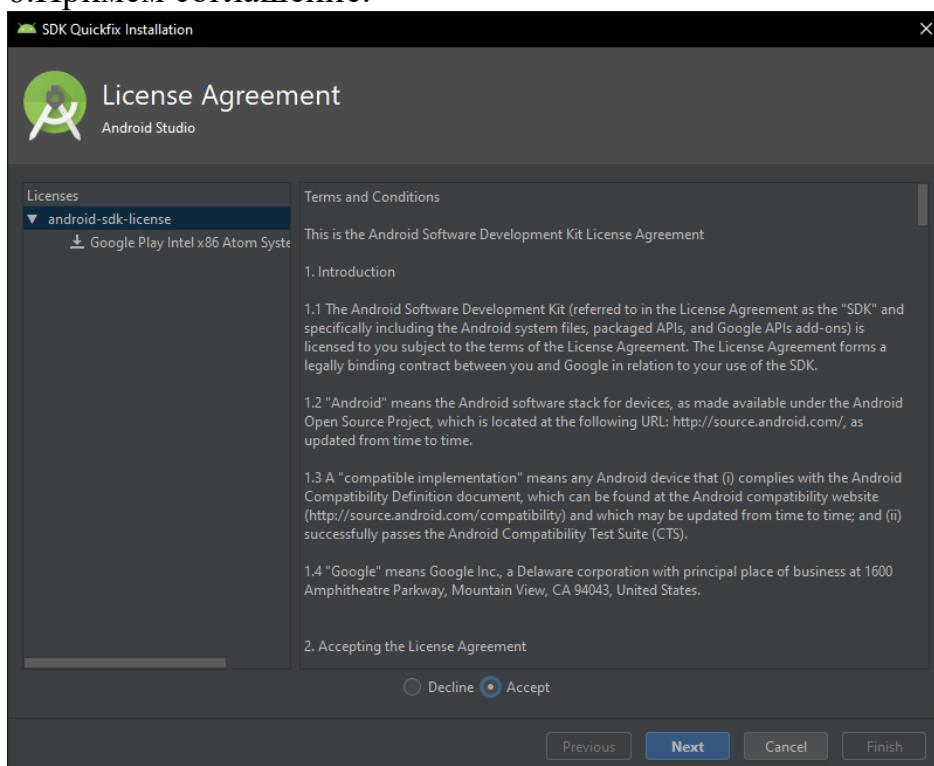 6.Примем соглашение.
SDK Quickfix Installation
License Agreement
Android Studio
Licenses
android-sdk-license
Google Play Intel x86 Atom Syste
Terms and Conditions
This is the Android Software Development Kit License Agreement
1. Introduction
1.1 The Android Software Development Kit (referred to in the License Agreement as the "SDK" and
specifically including the Android system files, packaged APIs, and Google APIs add-ons) is
licensed to you subject to the terms of the License Agreement. The License Agreement forms a
legally binding contract between you and Google in relation to your use of the SDK.
1.2 "Android" means the Android software stack for devices, as made available under the Android
Open Source Project, which is located at the following URL: http://source.android.com/, as
updated from time to time.
1.3 A "compatible implementation" means any Android device that (i) complies with the Android
Compatibility Definition document, which can be found at the Android compatibility website
(http://source.android.com/compatibility) and which may be updated from time to time; and (ii)
successfully passes the Android Compatibility Test Suite (CTS).
1.4 "Google" means Google Inc., a Delaware corporation with principal place of business at 1600
Amphitheatre Parkway, Mountain View, CA 94043, United States.
2. Accepting the License Agreement
Decline Accept
Previous Next Cancel Finish